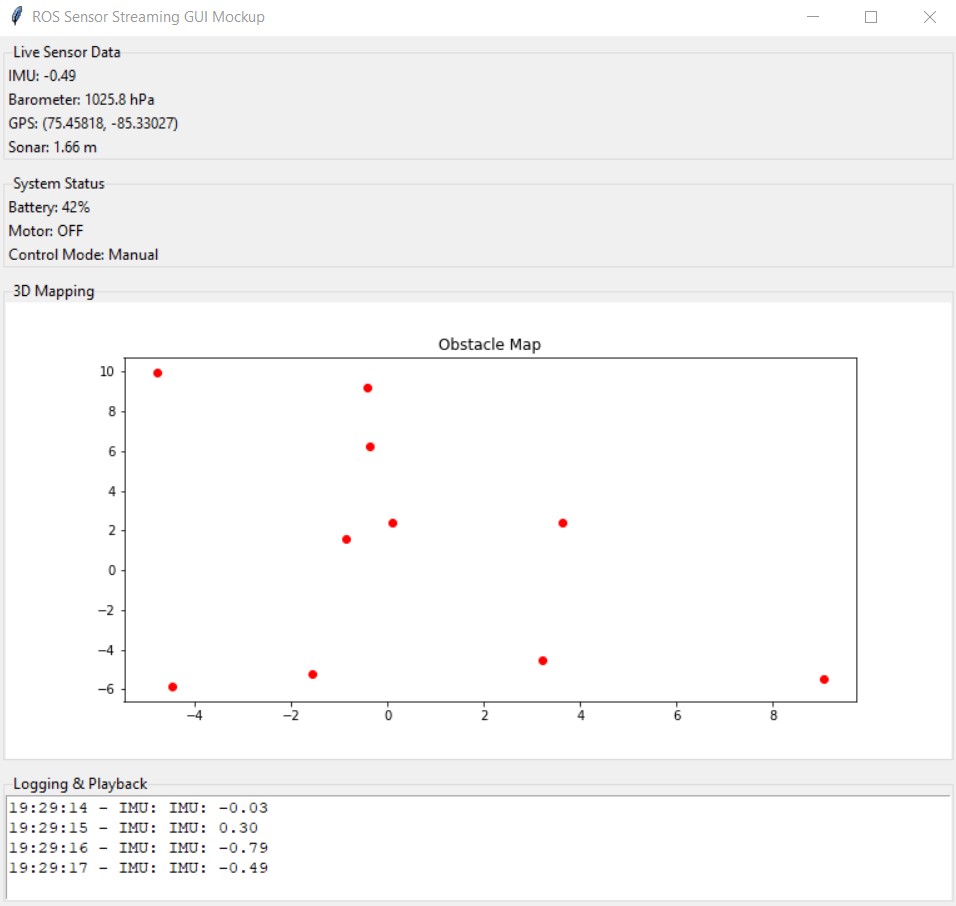 ROS Sensor Streaming GUI Mockup
Live Sensor Data
IMU: -0.49
Barometer: 1025.8 hPa
GPS: (75.45818, -85.33027)
Sonar: 1.66 m
System Status
Battery: 42%
Motor: OFF
Control Mode: Manual
3D Mapping
Obstacle Map
10
8
6
4
2
0
−2
−4
−6
−4 −2 0 2 4 6 8
Logging & Playback
19:29:14 - IMU: IMU: -0.03
19:29:15 - IMU: IMU: 0.30
19:29:16 - IMU: IMU: -0.79
19:29:17 - IMU: IMU: -0.49